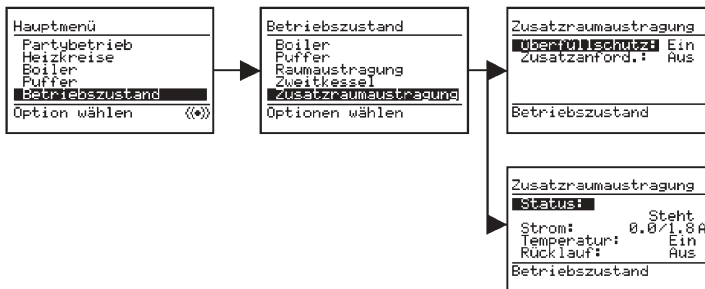 Hauptmenü
Partybetrieb
Heizkreise
Boiler
Puffer
Betriebszustand
Option wählen ((●))
Betriebszustand
Boiler
Puffer
Raumaustragung
Zweitkessel
Zusatzraumaustragung
Optionen wählen
Zusatzraumaustragung
Überfüllschutz: Ein
Zusatzanford.: Aus
Betriebszustand
Zusatzraumaustragung
Status:
Steht
Strom: 0.0/1.8A
Temperatur: Ein
Rücklauf: Aus
Betriebszustand